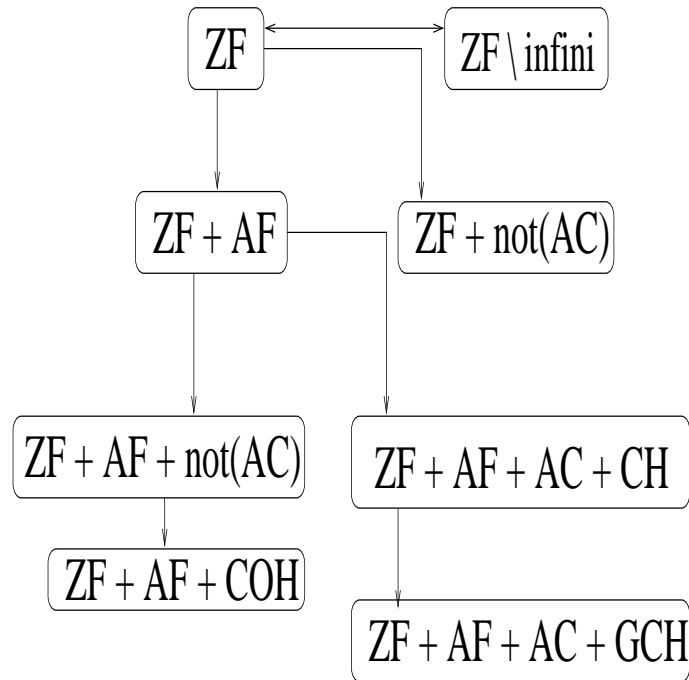 ZF
ZF \ infini
ZF + AF
ZF + not(AC)
ZF + AF + not(AC)
ZF + AF + AC + CH
ZF + AF + COH
ZF + AF + AC + GCH